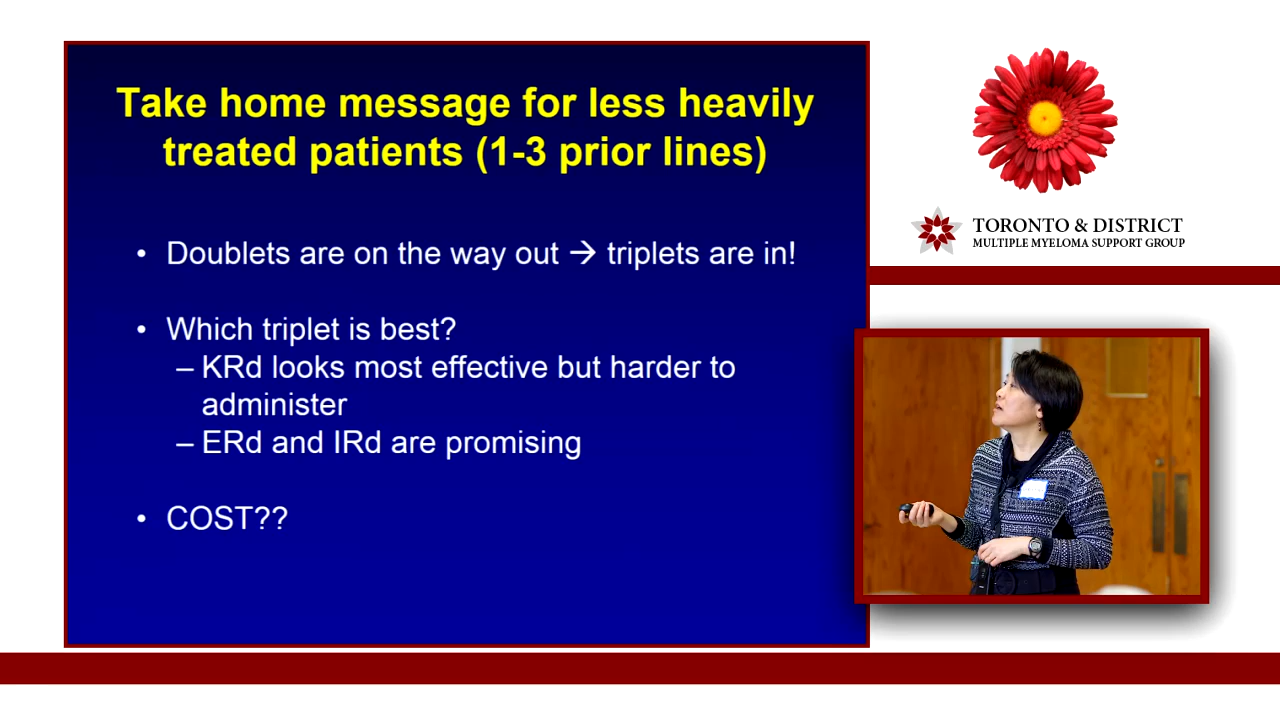 Take home message for less heavily
treated patients (1-3 prior lines)
• Doublets are on the way out → triplets are in!
• Which triplet is best?
– KRd looks most effective but harder to
administer
– ERd and IRd are promising
• COST??
TORONTO & DISTRICT
MULTIPLE MYELOMA SUPPORT GROUP